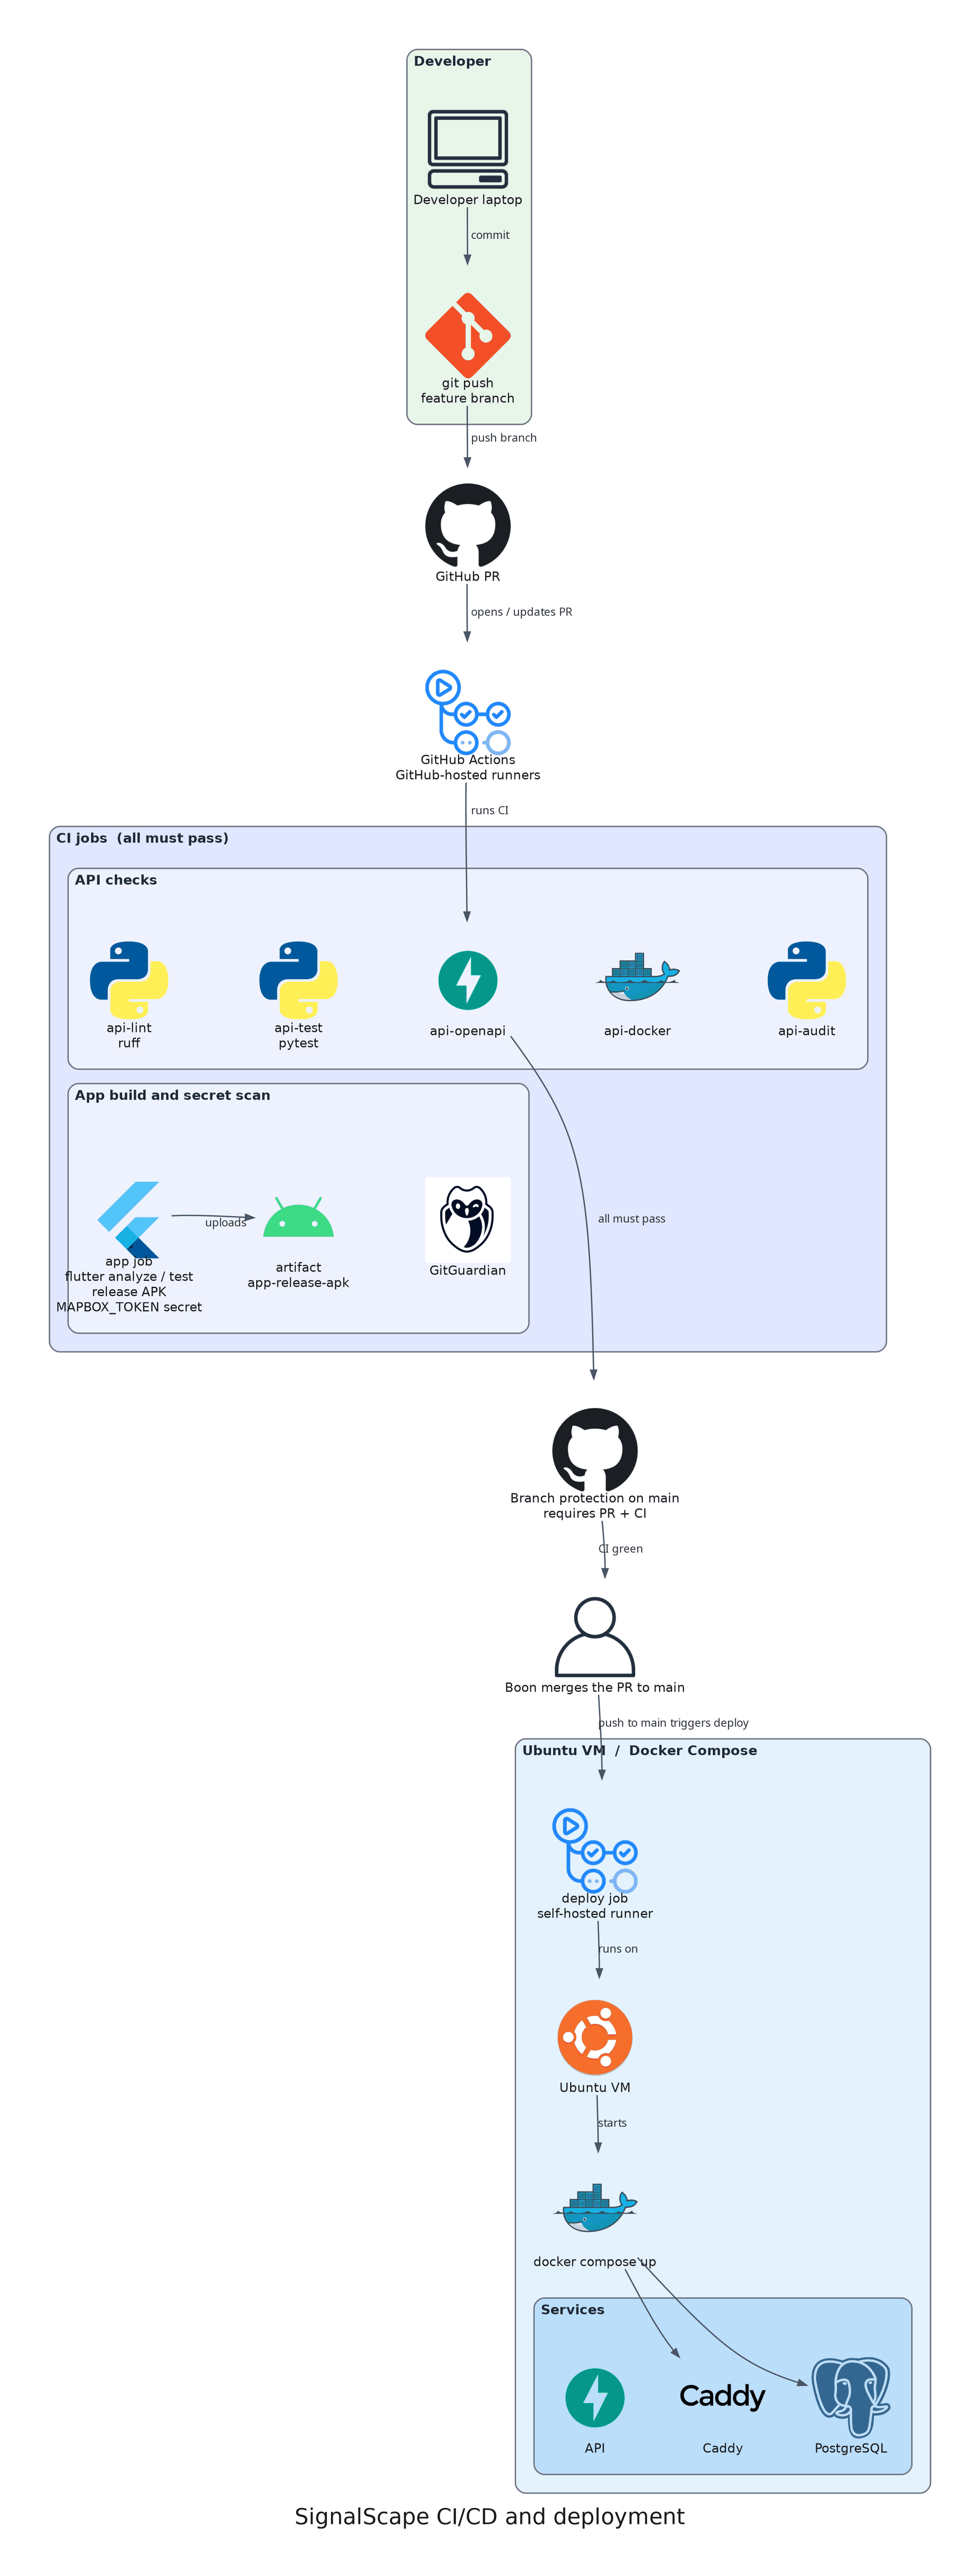 Developer
Developer laptop
commit
git push
feature branch
push branch
GitHub PR
opens / updates PR
GitHub Actions
GitHub-hosted runners
runs CI
CI jobs  (all must pass)
API checks
api-lint
ruff
api-test
pytest
api-openapi
api-docker
api-audit
App build and secret scan
app job
flutter analyze / test
release APK
MAPBOX_TOKEN secret
uploads
artifact
app-release-apk
GitGuardian
all must pass
Branch protection on main
requires PR + CI
CI green
Boon merges the PR to main
push to main triggers deploy
Ubuntu VM  /  Docker Compose
deploy job
self-hosted runner
runs on
Ubuntu VM
starts
docker compose up
Services
API
Caddy
Caddy
PostgreSQL
SignalScape CI/CD and deployment